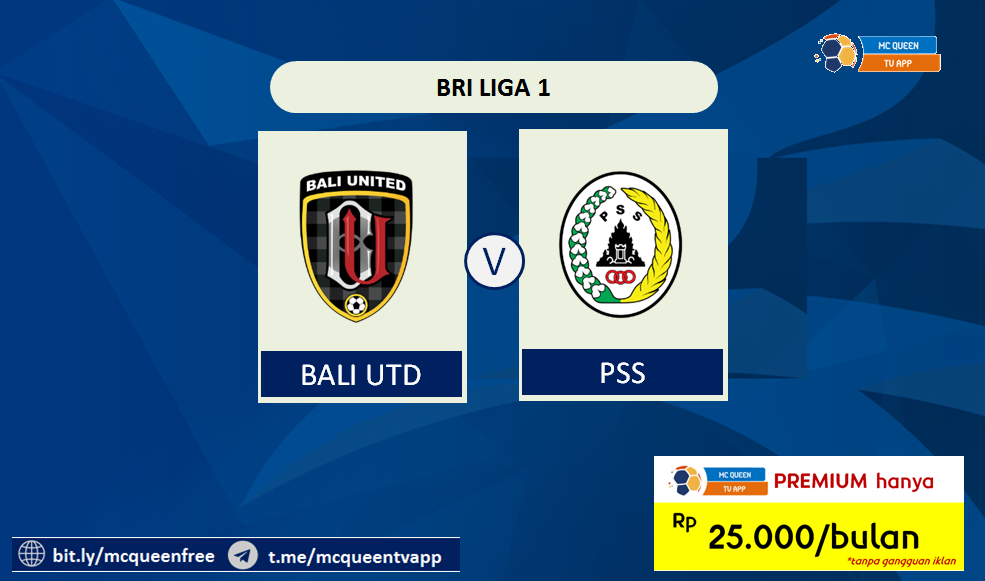 MC QUEEN
TV APP
BRI LIGA 1
BALI UNITED
PSS
V
BALI UTD
PSS
MC QUEEN
TV APP
PREMIUM hanya
Rp 25.000/bulan
*tanpa gangguan iklan
bit.ly/mcqueenfree
t.me/mcqueentvapp